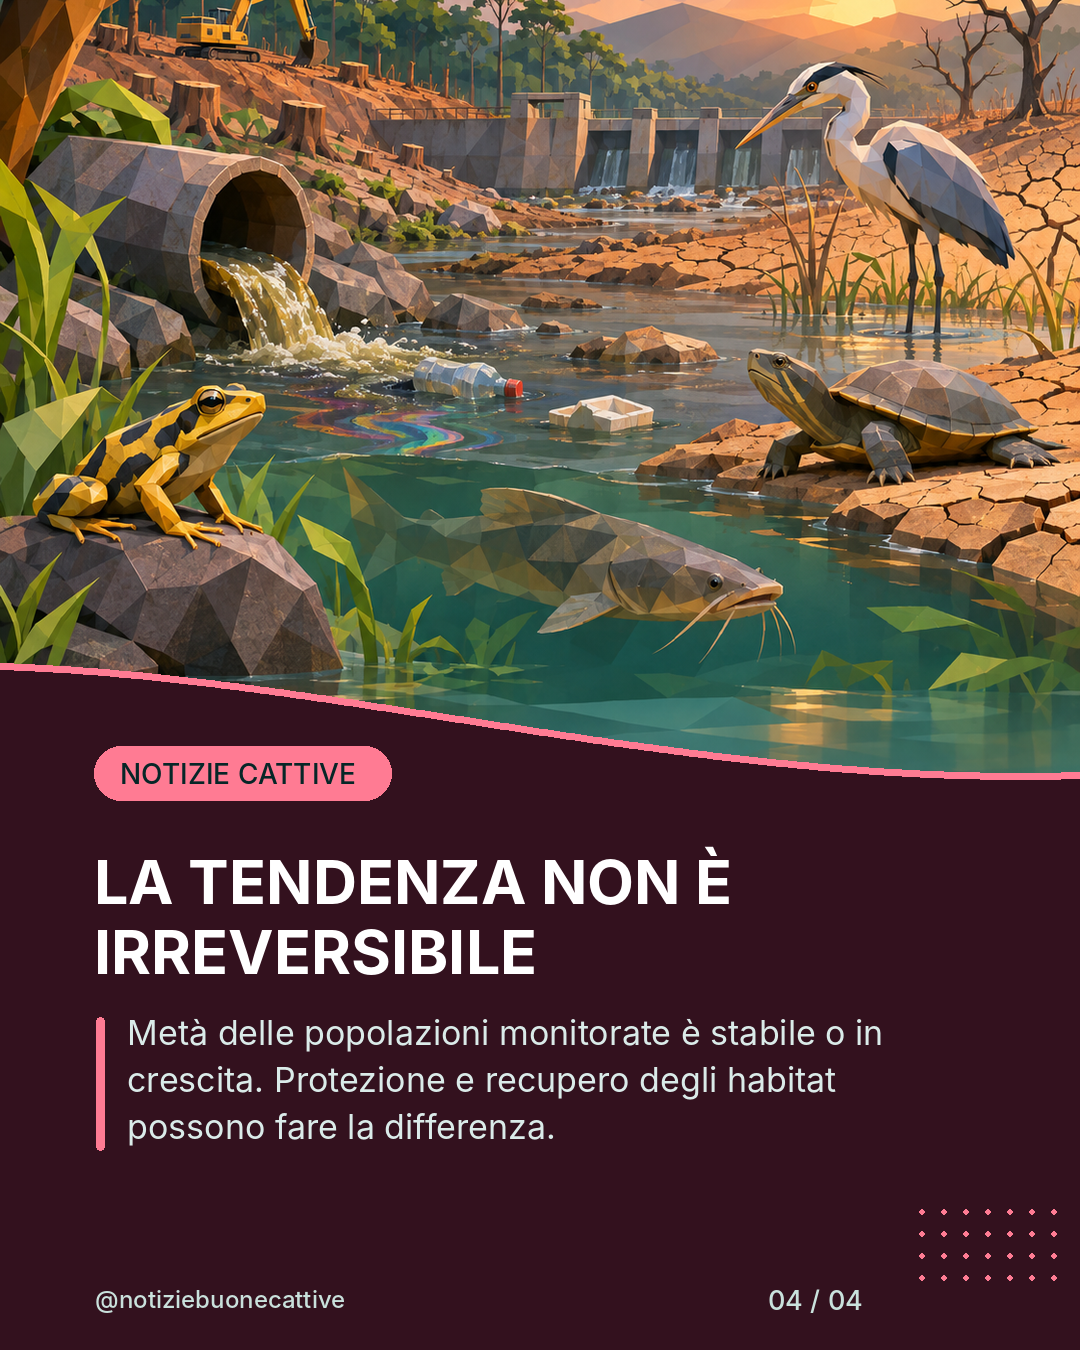 NOTIZIE CATTIVE
LA TENDENZA NON È
IRREVERSIBILE
Metà delle popolazioni monitorate è stabile o in
crescita. Protezione e recupero degli habitat
possono fare la differenza.
@notiziebuonecattive
04 / 04